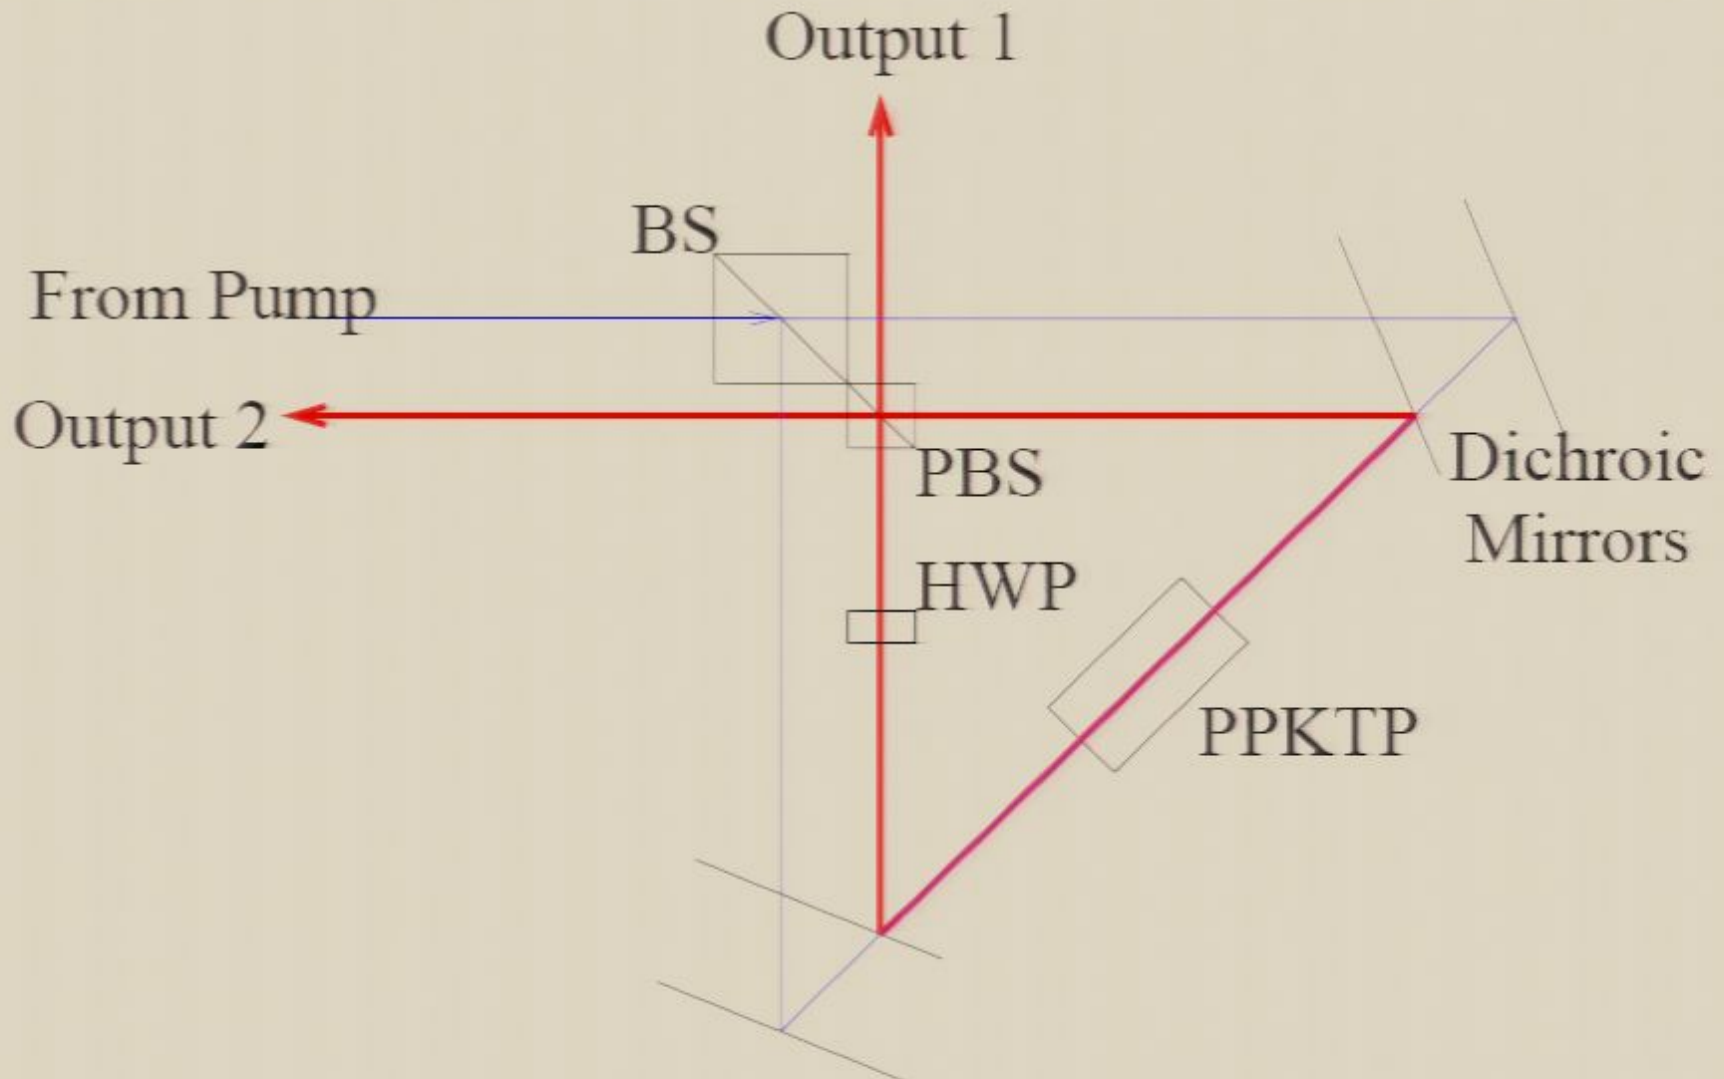 Output 1
BS
From Pump
Output 2
PBS
Dichroic
Mirrors
HWP
PPKTP